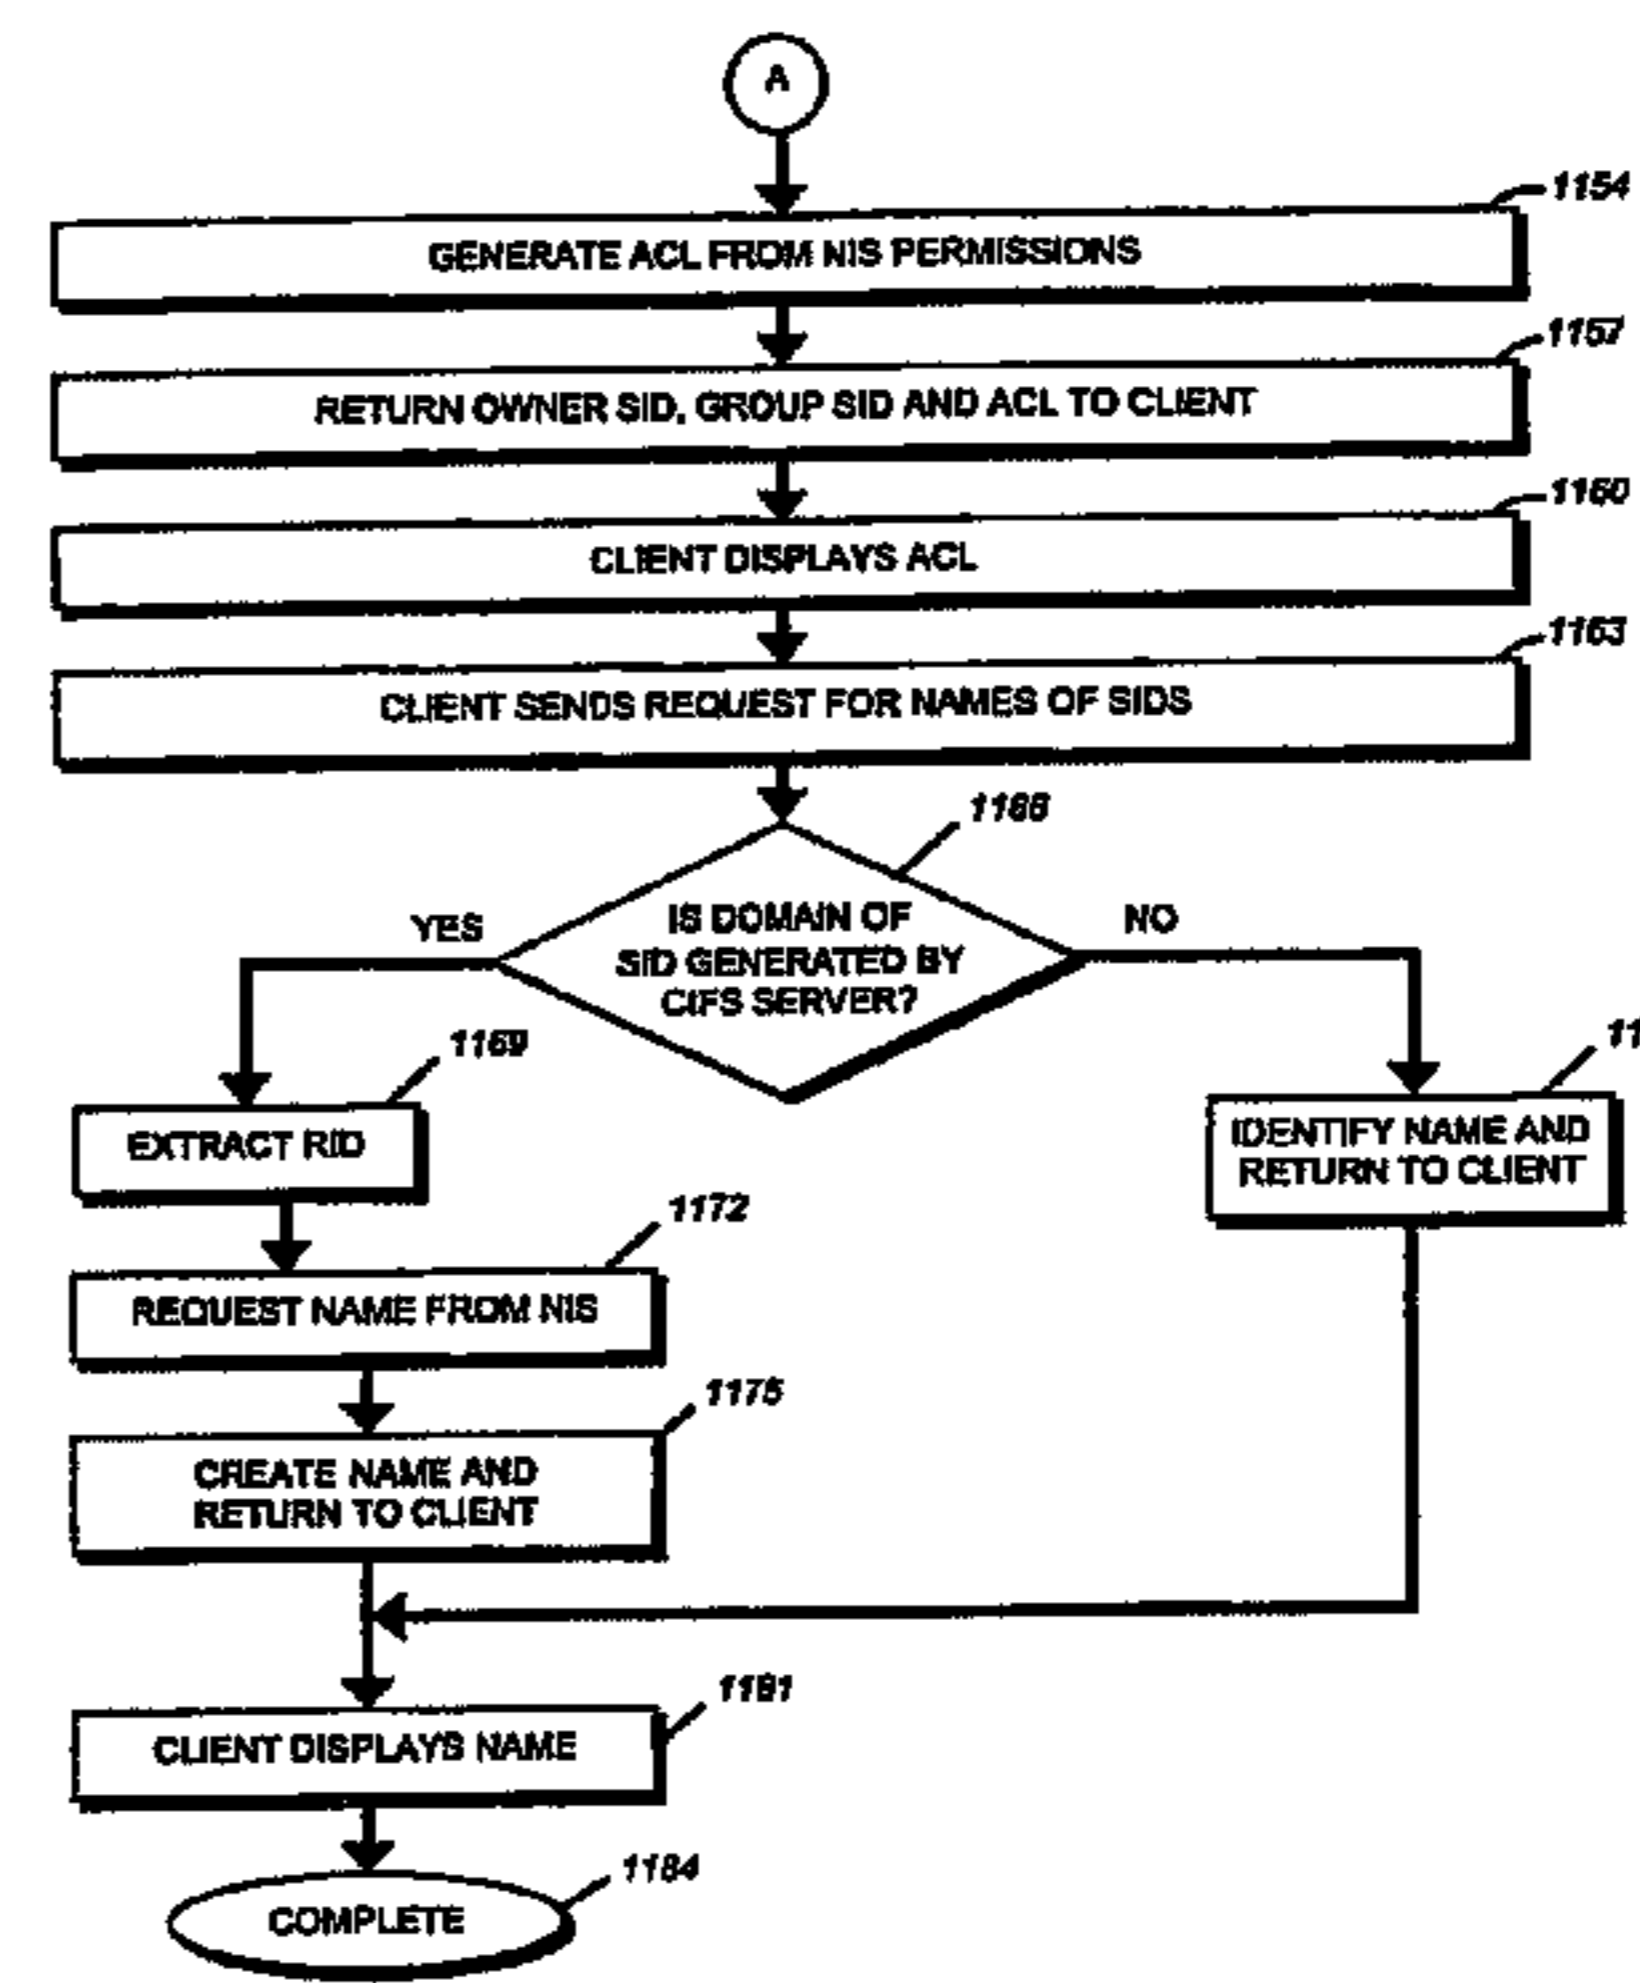 A
1154
GENERATE ACL FROM NIS PERMISSIONS
1157
RETURN OWNER SID, GROUP SID AND ACL TO CLIENT
1160
CLIENT DISPLAYS ACL
1163
CLIENT SENDS REQUEST FOR NAMES OF SIDS
1166
IS DOMAIN OF
SID GENERATED BY
CIFS SERVER?
YES
NO
1169
EXTRACT RID
IDENTIFY NAME AND
RETURN TO CLIENT
1172
REQUEST NAME FROM NIS
1175
CREATE NAME AND
RETURN TO CLIENT
1181
CLIENT DISPLAYS NAME
1184
COMPLETE